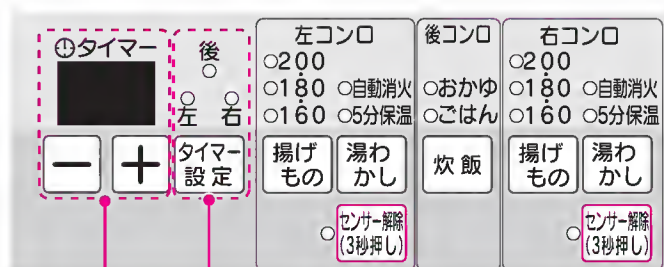 タイマー
後
左 右
− +
タイマー
設定
左コンロ
○200
○180 ○自動消火
○160 ○5分保温
揚げ
もの
湯わ
かし
センサー解除
(3秒押し)
後コンロ
○おかゆ
○ごはん
炊飯
右コンロ
○200
○180 ○自動消火
○160 ○5分保温
揚げ
もの
湯わ
かし
センサー解除
(3秒押し)